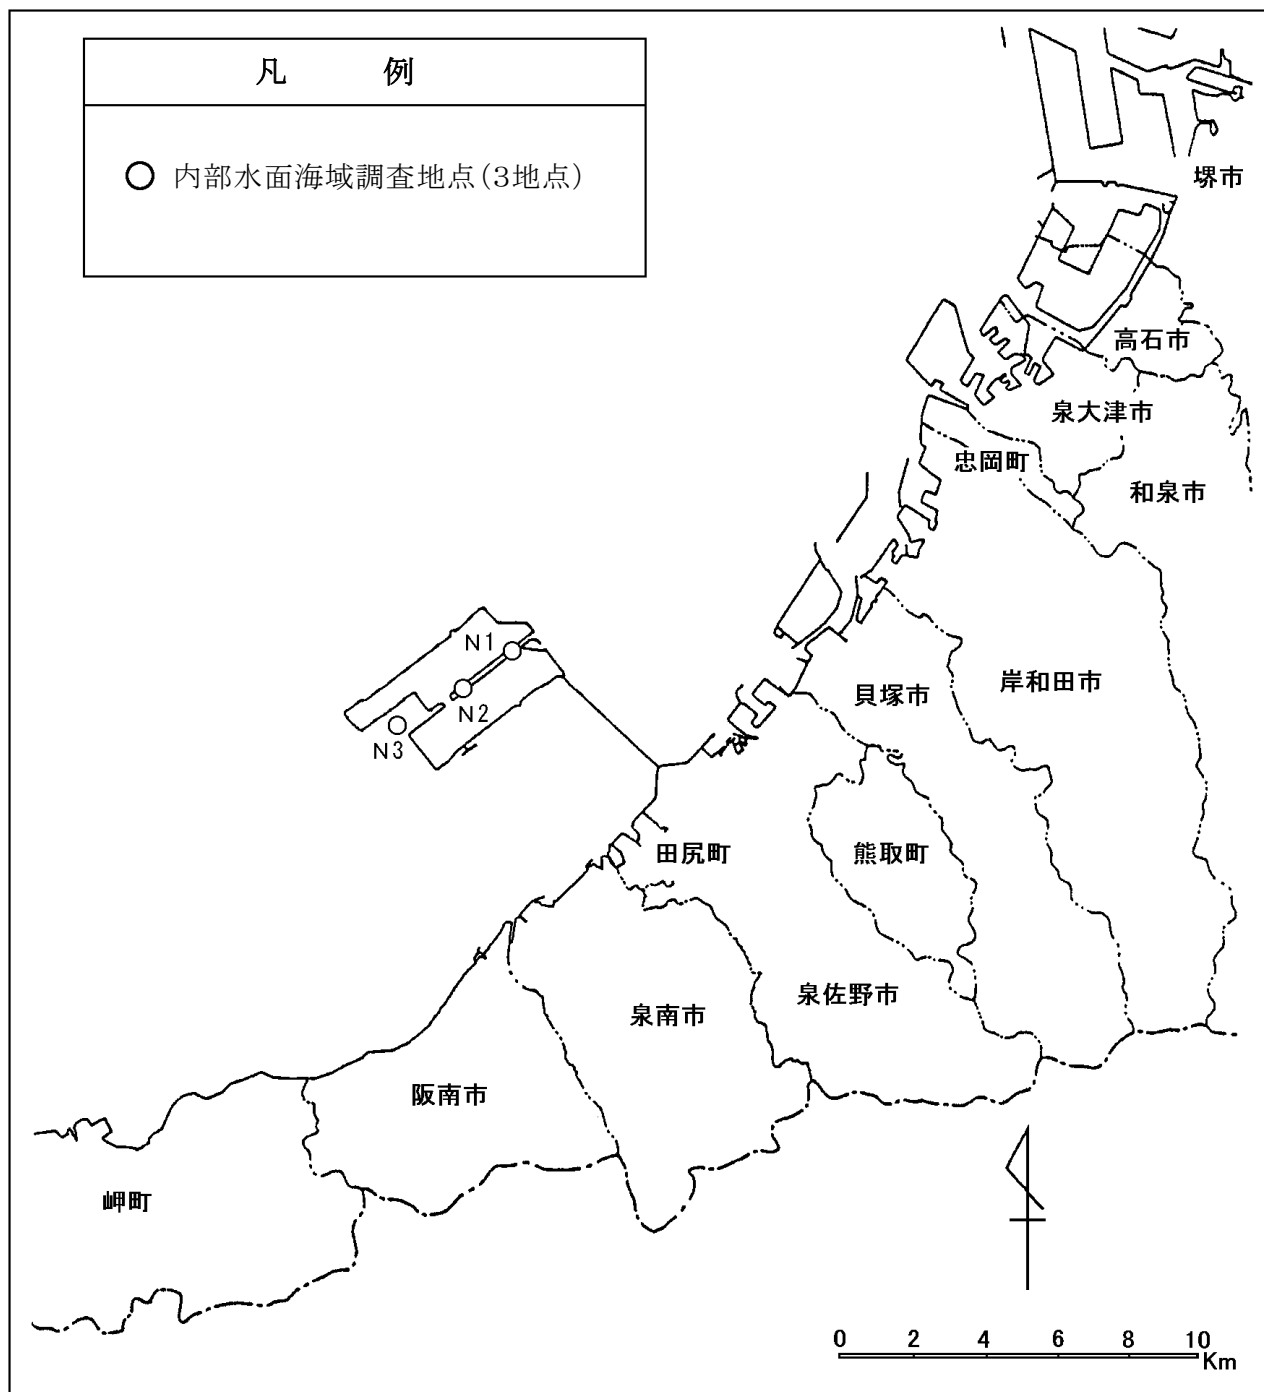 凡 例
内部水面海域調査地点(3地点)
堺市
高石市
泉大津市
忠岡町
和泉市
N1
岸和田市
貝塚市
N2
N3
田尻町
熊取町
泉佐野市
泉南市
阪南市
岬町
0 2 4 6 8 10
Km